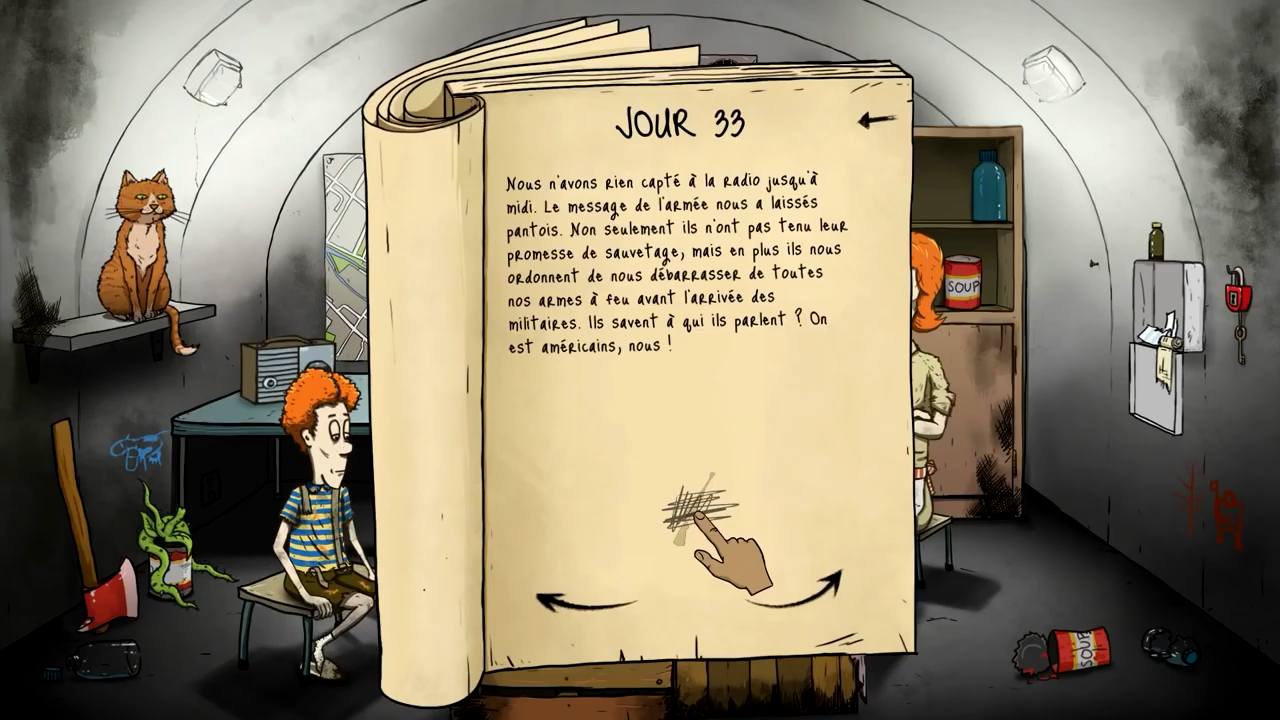 JOUR 33
Nous n'avons rien capté à la radio jusqu'à
midi. Le message de l'armée nous a laissés
pantois. Non seulement ils n'ont pas tenu leur
promesse de sauvetage, mais en plus ils nous
ordonnent de nous débarrasser de toutes
nos armes à feu avant l'arrivée des
militaires. Ils savent à qui ils parlent ? On
est américains, nous !
SOUP
SOUP